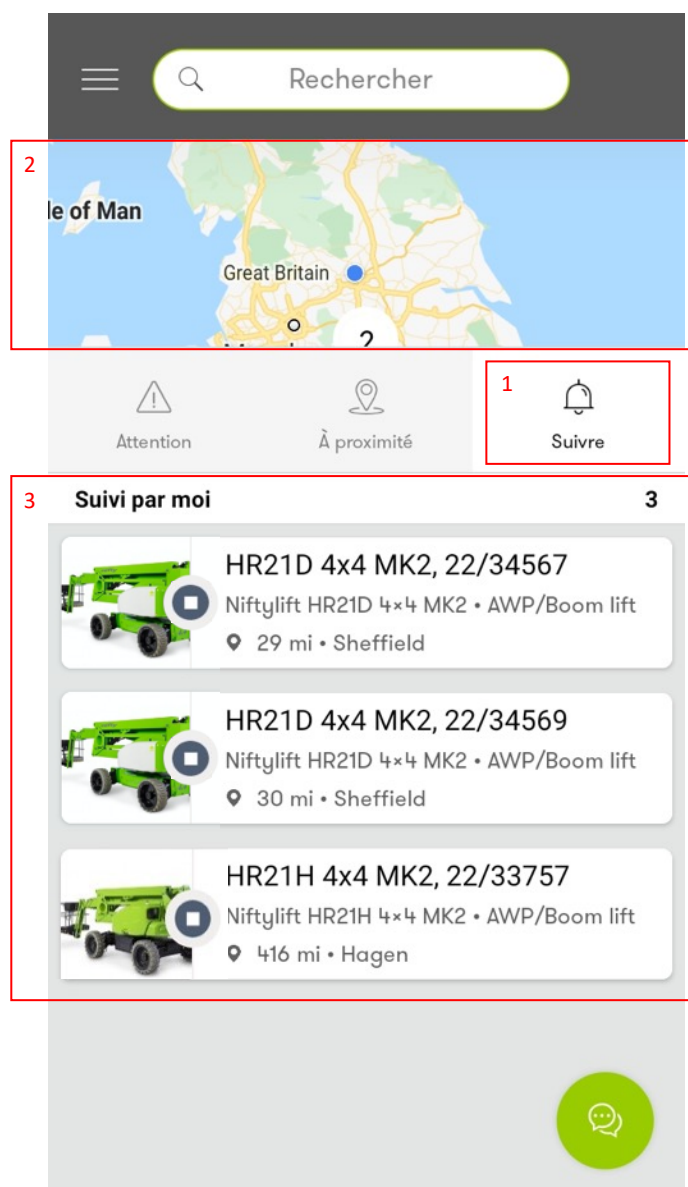 Rechercher
2
le of Man
Great Britain
2
1
Attention
À proximité
Suivre
3
Suivi par moi 3
HR21D 4x4 MK2, 22/34567
Niftylift HR21D 4×4 MK2 • AWP/Boom lift
29 mi • Sheffield
HR21D 4x4 MK2, 22/34569
Niftylift HR21D 4×4 MK2 • AWP/Boom lift
30 mi • Sheffield
HR21H 4x4 MK2, 22/33757
Niftylift HR21H 4×4 MK2 • AWP/Boom lift
416 mi • Hagen